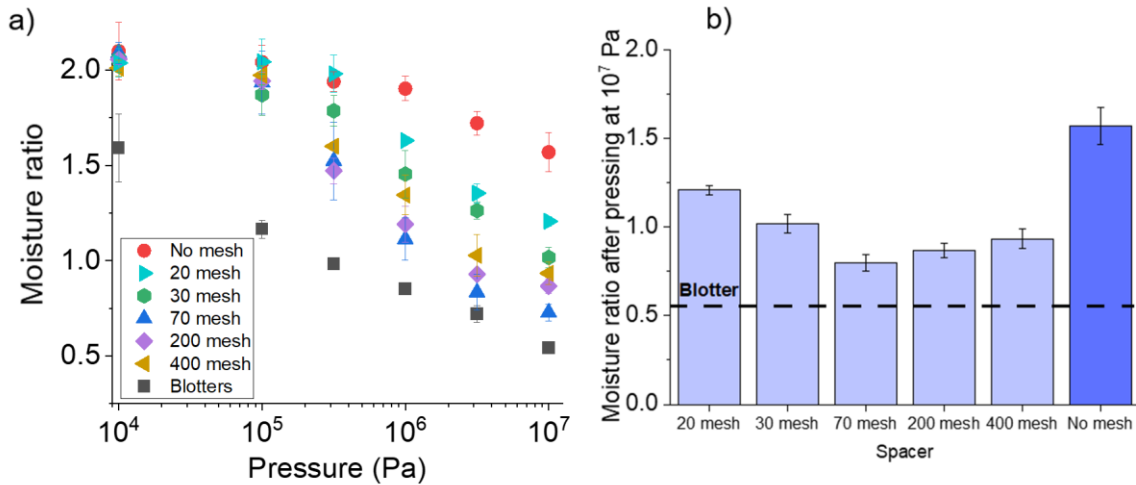 a)
Moisture ratio
2.0
1.5
1.0
0.5
No mesh
20 mesh
30 mesh
70 mesh
200 mesh
400 mesh
Blotters
10⁴
10⁵
10⁶
10⁷
Pressure (Pa)
b)
Moisture ratio after pressing at 10⁷ Pa
2.0
1.5
1.0
0.5
0.0
Blotter
20 mesh
30 mesh
70 mesh
200 mesh
400 mesh
No mesh
Spacer